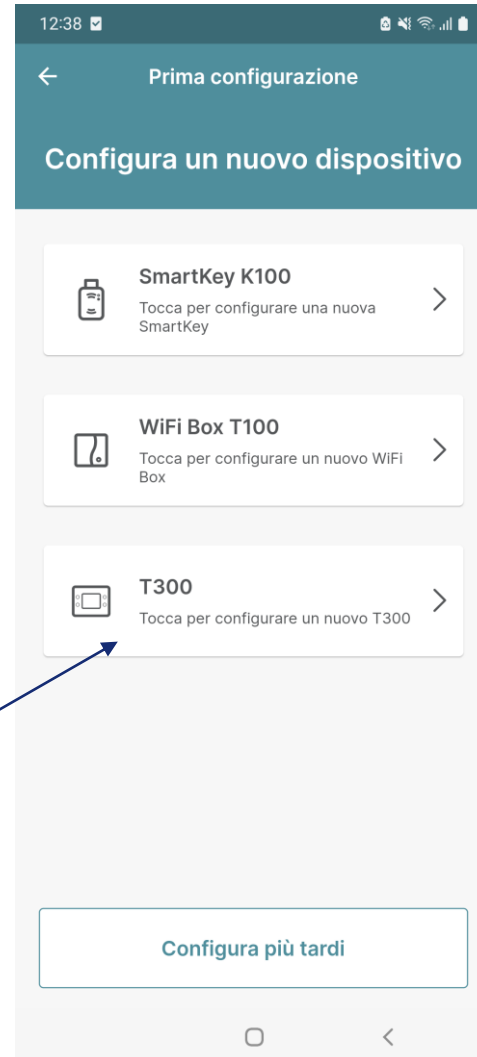 12:38
Prima configurazione
Configura un nuovo dispositivo
SmartKey K100
Tocca per configurare una nuova
SmartKey
WiFi Box T100
Tocca per configurare un nuovo WiFi
Box
T300
Tocca per configurare un nuovo T300
Configura più tardi